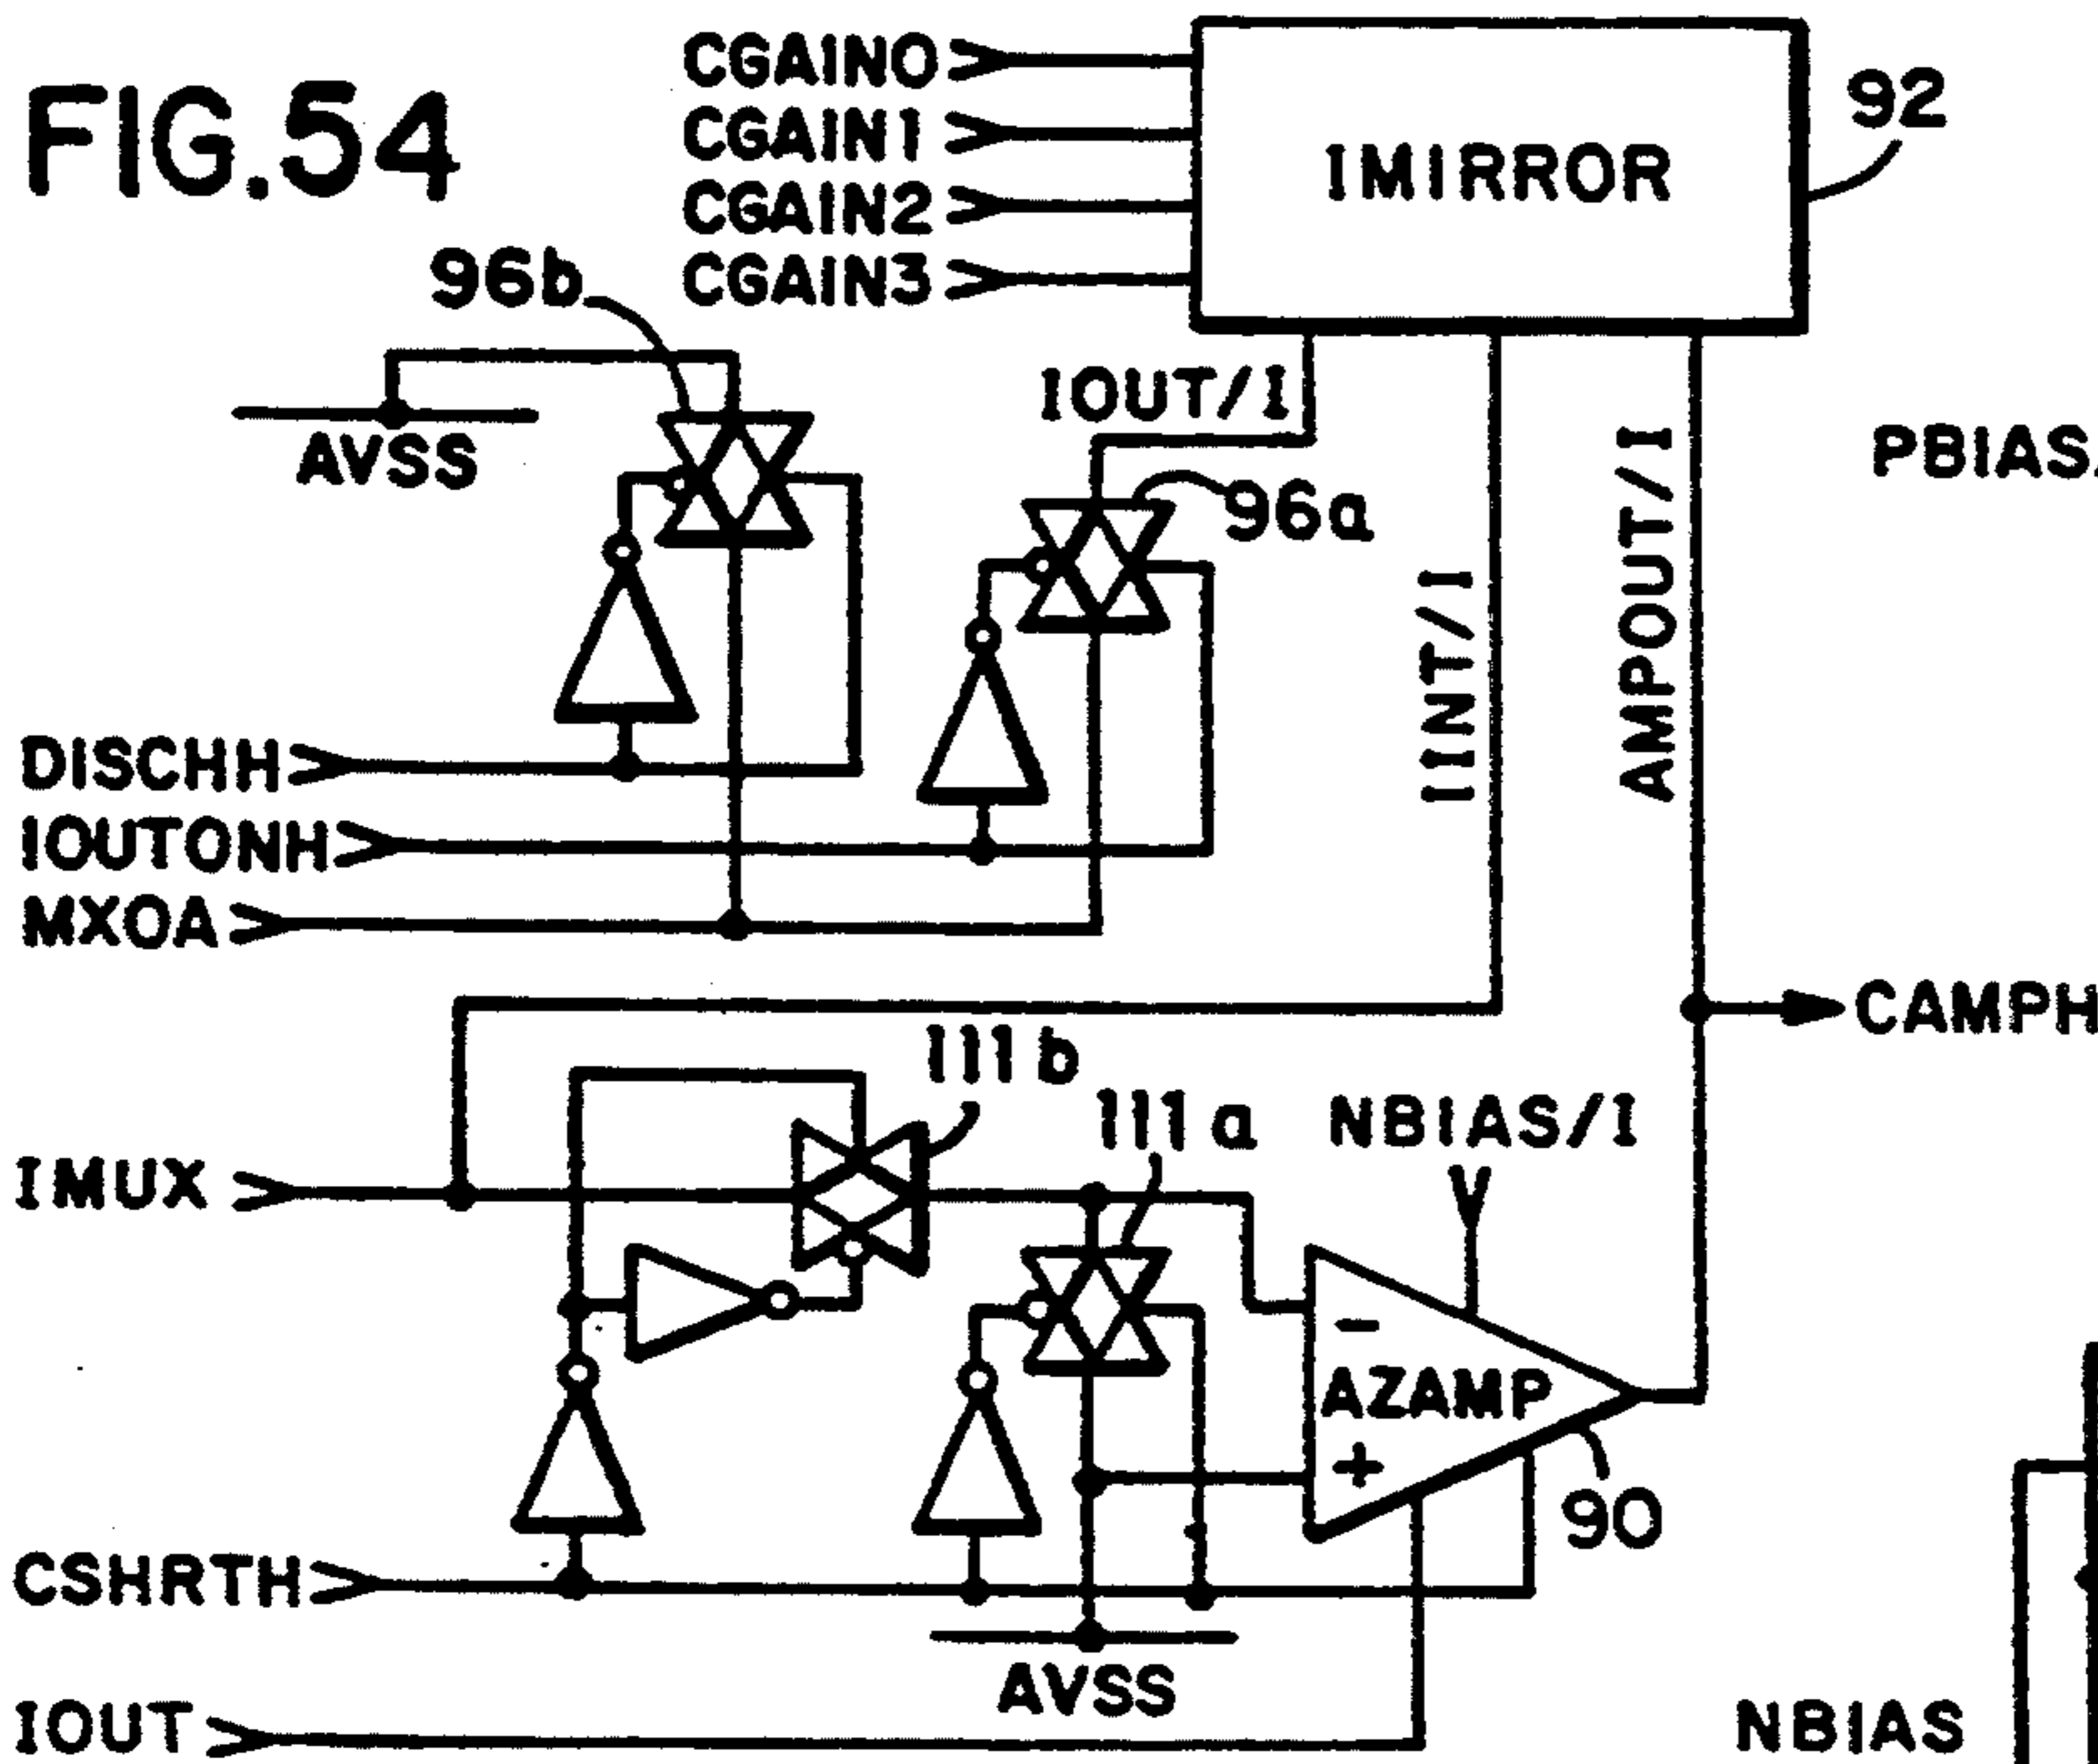 FIG.54
CGAIN0
CGAIN1
CGAIN2
CGAIN3
IMIRROR
92
96b
AVSS
IOUT/I
96a
IINT/I
AMPOUT/I
PBIAS/
DISCHH
IOUTONH
MXOA
CAMPH
111b
111a
NBIAS/I
IMUX
-
AZAMP
+
90
CSHRTH
AVSS
IOUT
NBIAS